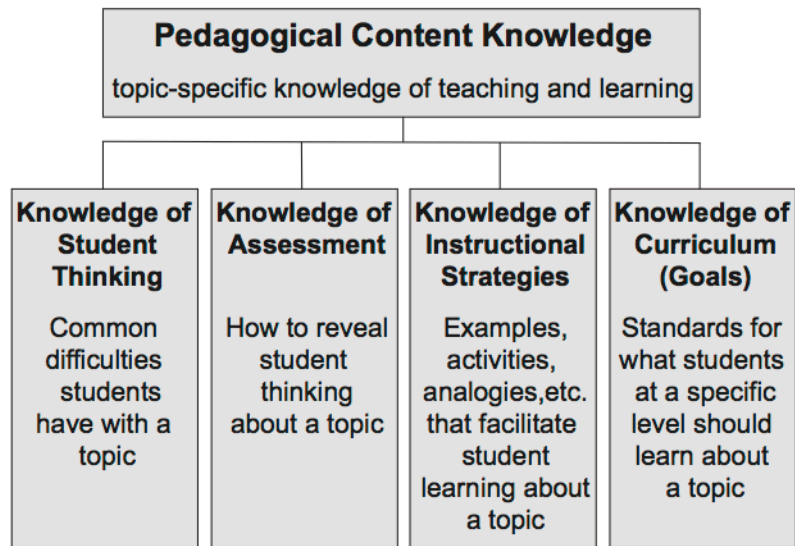 Pedagogical Content Knowledge
topic-specific knowledge of teaching and learning
Knowledge of
Student
Thinking
Common
difficulties
students
have with a
topic
Knowledge of
Assessment
How to reveal
student
thinking
about a topic
Knowledge of
Instructional
Strategies
Examples,
activities,
analogies,etc.
that facilitate
student
learning about
a topic
Knowledge of
Curriculum
(Goals)
Standards for
what students
at a specific
level should
learn about
a topic